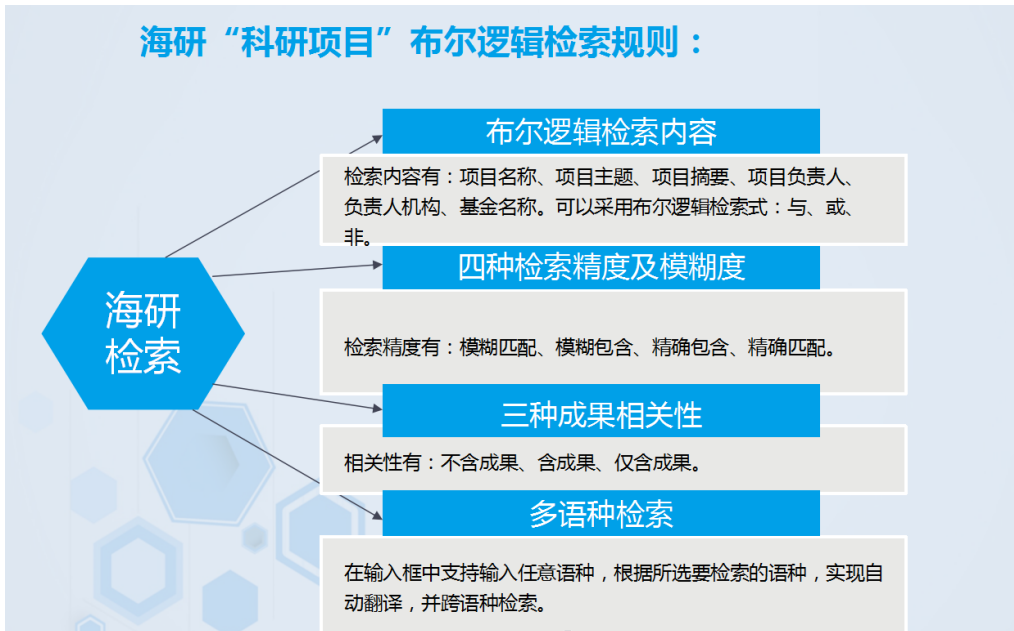 海研“科研项目”布尔逻辑检索规则：
布尔逻辑检索内容
检索内容有：项目名称、项目主题、项目摘要、项目负责人、
负责人机构、基金名称。可以采用布尔逻辑检索式：与、或、
非。
四种检索精度及模糊度
海研
检索
检索精度有：模糊匹配、模糊包含、精确包含、精确匹配。
三种成果相关性
相关性有：不含成果、含成果、仅含成果。
多语种检索
在输入框中支持输入任意语种，根据所选要检索的语种，实现自
动翻译，并跨语种检索。